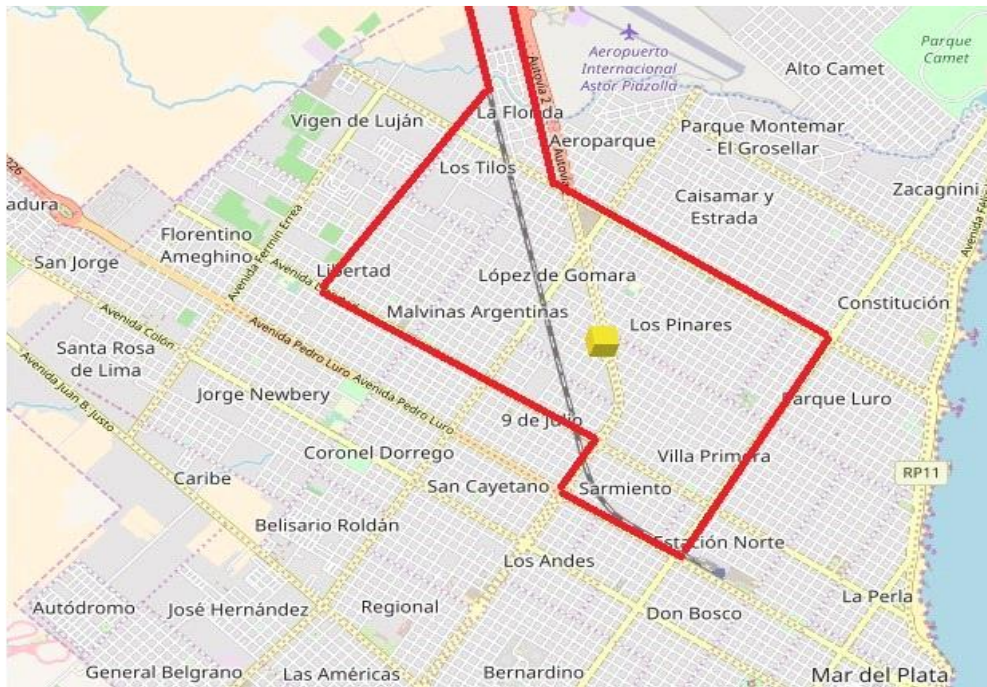 Parque
Camet
Aeropuerto
Internacional
Astor Piazolla
Alto Camet
Autovía 2
La Florida
Vigen de Luján
Aeroparque
Parque Montemar
- El Grosellar
Los Tilos
226
Caisamar y
Estrada
Zacagnini
adura
Florentino
Ameghino
Avenida Fermín Errea
San Jorge
Libertad
López de Gomara
Constitución
Malvinas Argentinas
Los Pinares
Avenida Colón
Avenida Pedro Luro
Santa Rosa
de Lima
Avenida Juan B. Justo
Jorge Newbery
Avenida Pedro Luro
Parque Luro
9 de Julio
Coronel Dorrego
Villa Primera
Caribe
San Cayetano
Sarmiento
RP11
Belisario Roldán
Estación Norte
Los Andes
Autódromo
José Hernández
Regional
Don Bosco
La Perla
General Belgrano
Las Américas
Bernardino
Mar del Plata